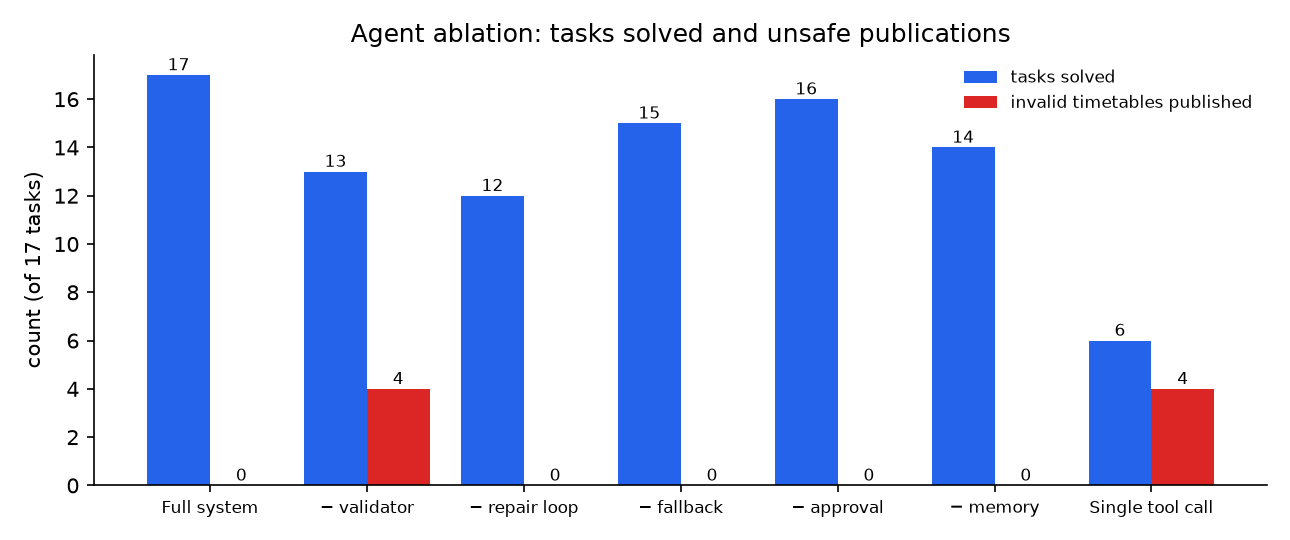 Agent ablation: tasks solved and unsafe publications
tasks solved
invalid timetables published
count (of 17 tasks)
16
14
12
10
8
6
4
2
0
17
0
13
4
12
0
15
0
16
0
14
0
6
4
Full system
− validator
− repair loop
− fallback
− approval
− memory
Single tool call